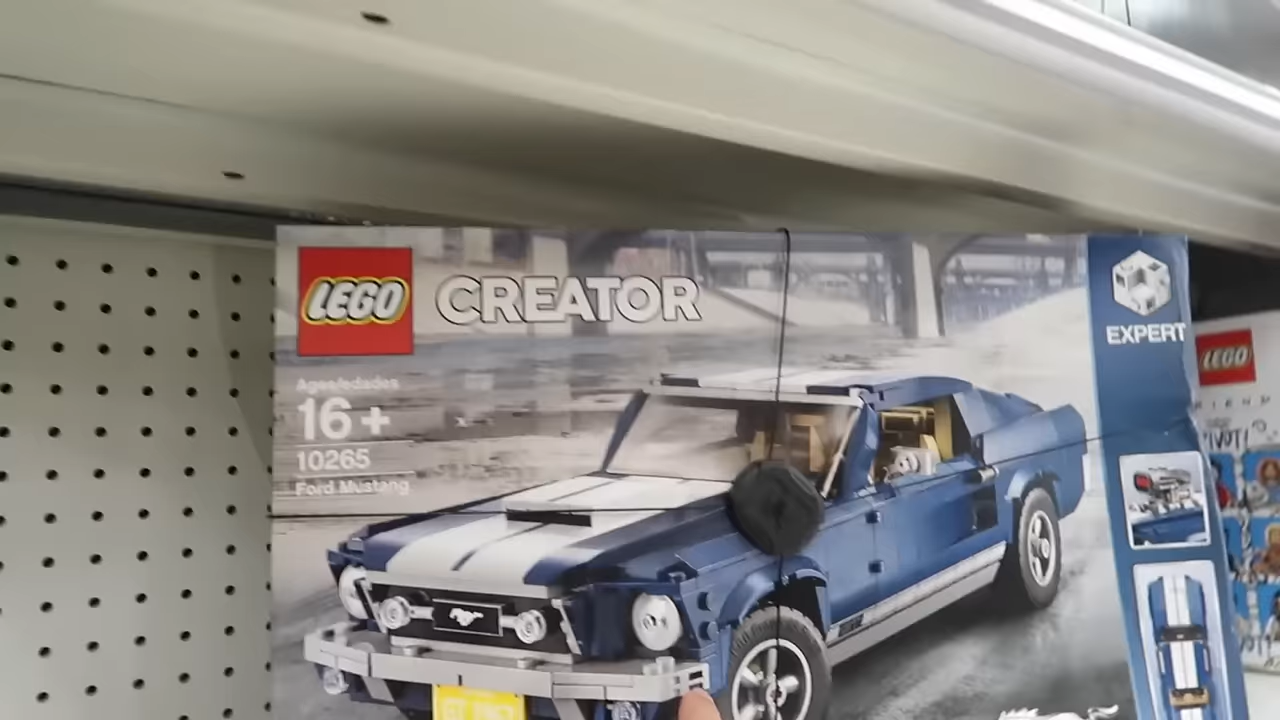 LEGO CREATOR
Ages/edades
16+
10265
Ford Mustang
EXPERT
LEGO